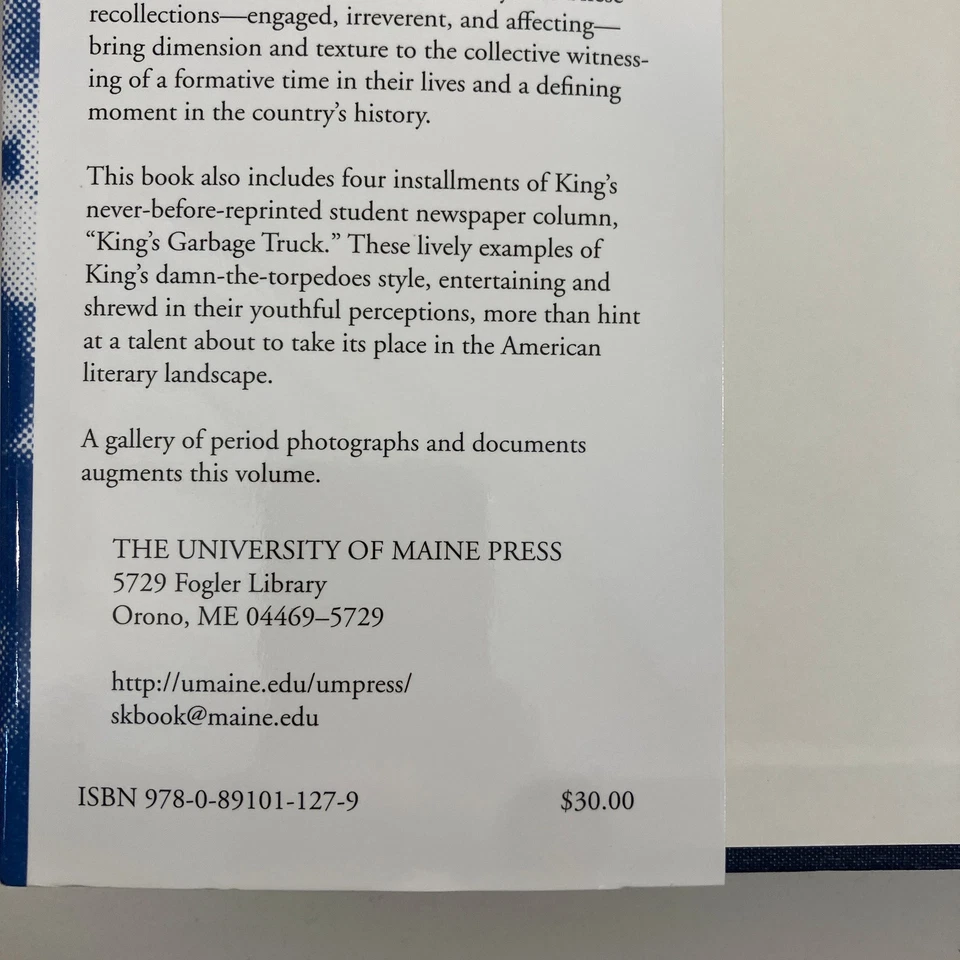 recollections—engaged, irreverent, and affecting—
bring dimension and texture to the collective witness-
ing of a formative time in their lives and a defining
moment in the country's history.
This book also includes four installments of King's
never-before-reprinted student newspaper column,
“King's Garbage Truck.” These lively examples of
King's damn-the-torpedoes style, entertaining and
shrewd in their youthful perceptions, more than hint
at a talent about to take its place in the American
literary landscape.
A gallery of period photographs and documents
augments this volume.
THE UNIVERSITY OF MAINE PRESS
5729 Fogler Library
Orono, ME 04469–5729
http://umaine.edu/umpress/
skbook@maine.edu
ISBN 978-0-89101-127-9 $30.00